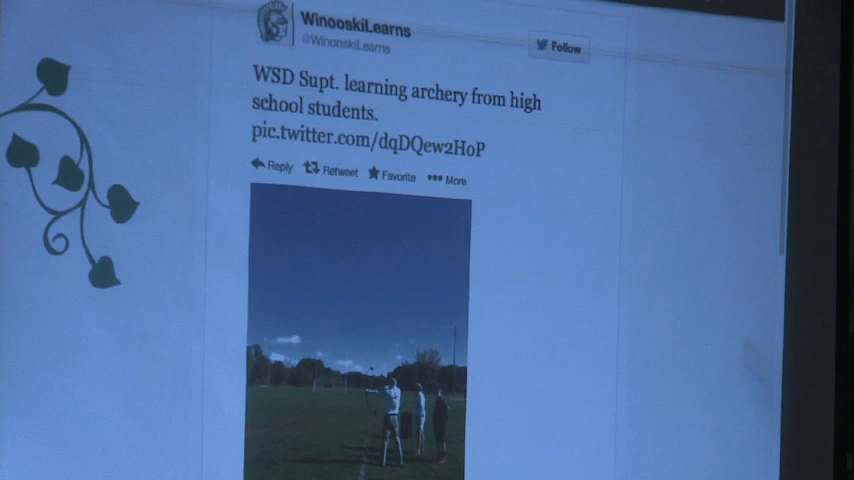 WinooskiLearns
@WinooskiLearns
Follow
WSD Supt. learning archery from high
school students.
pic.twitter.com/dqDQew2HoP
Reply Retweet Favorite More